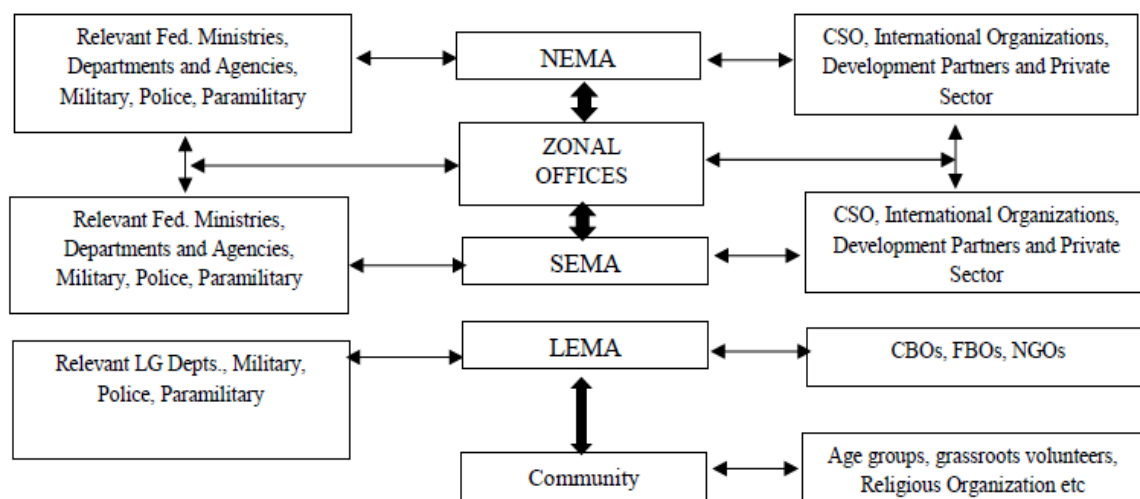 Relevant Fed. Ministries,
Departments and Agencies,
Military, Police, Paramilitary
NEMA
CSO, International Organizations,
Development Partners and Private
Sector
ZONAL
OFFICES
Relevant Fed. Ministries,
Departments and Agencies,
Military, Police, Paramilitary
SEMA
CSO, International Organizations,
Development Partners and Private
Sector
Relevant LG Depts., Military,
Police, Paramilitary
LEMA
CBOs, FBOs, NGOs
Community
Age groups, grassroots volunteers,
Religious Organization etc